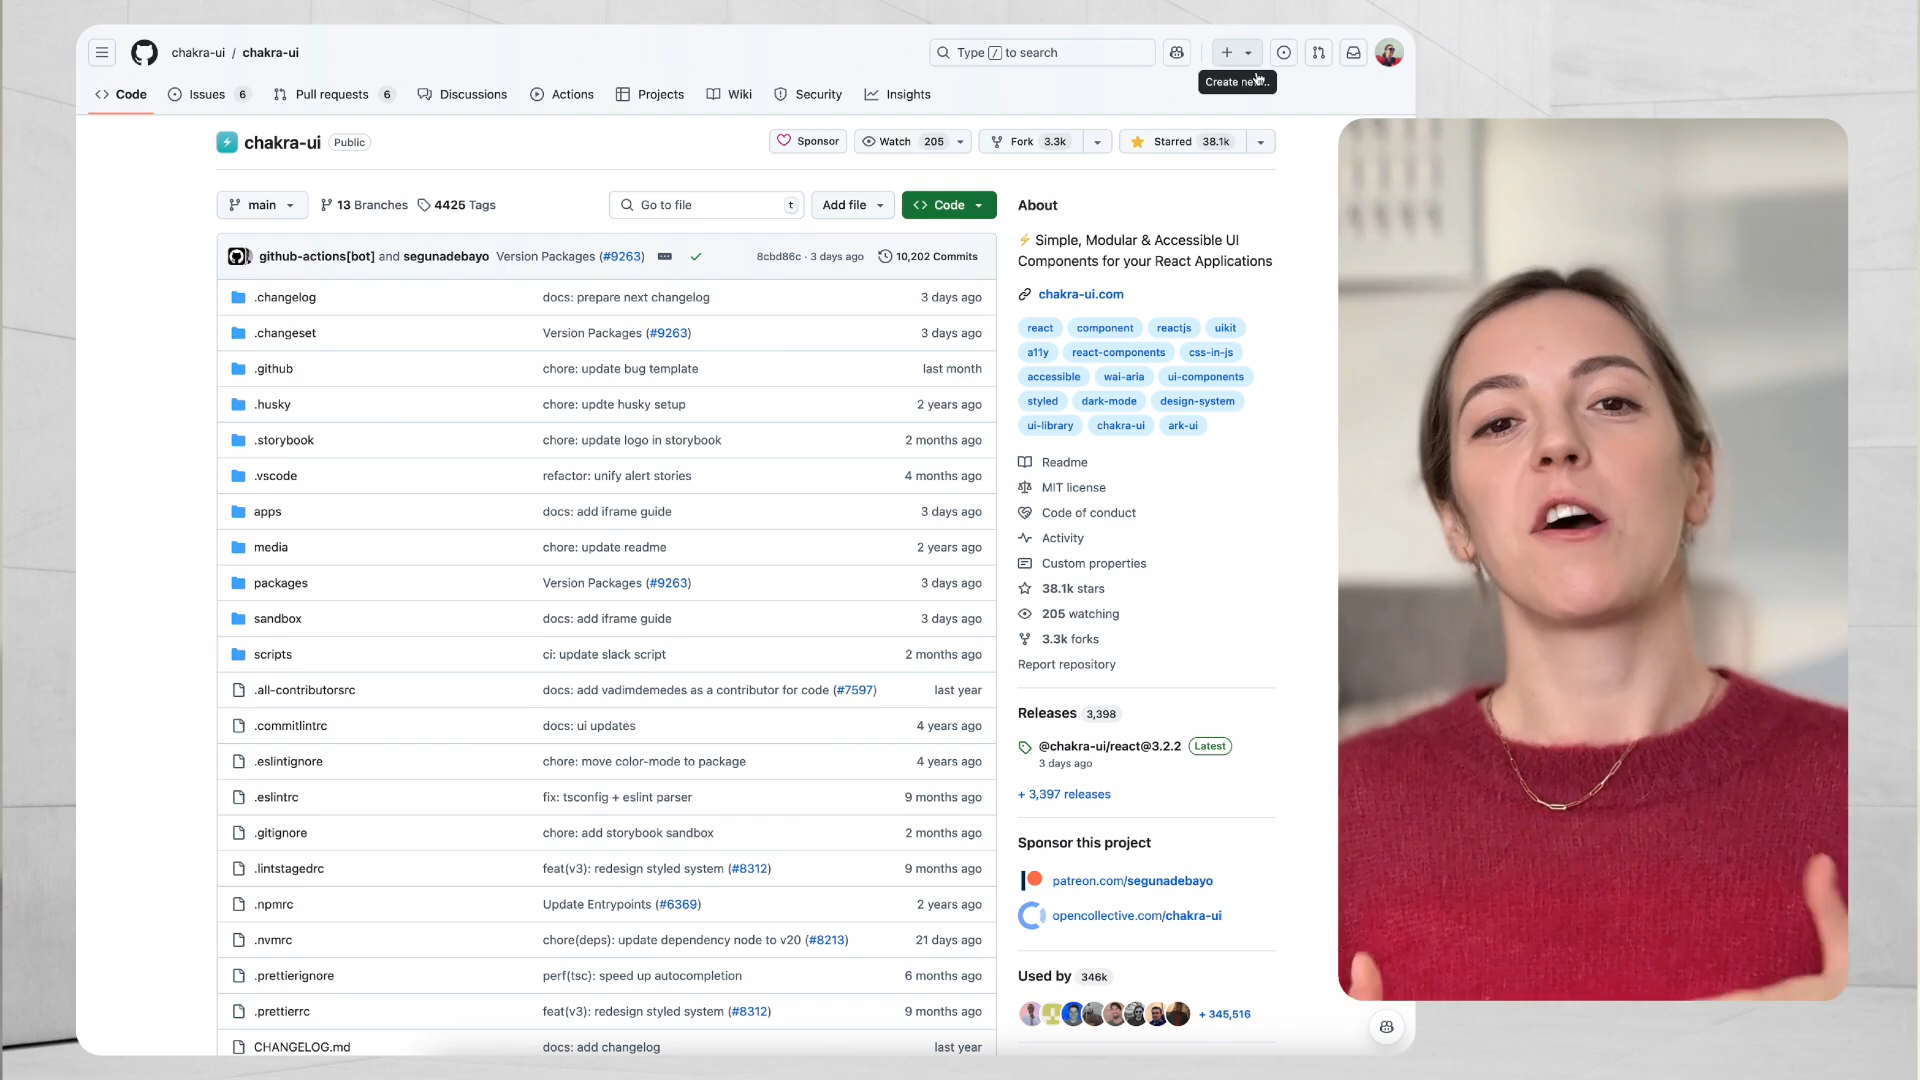 chakra-ui / chakra-ui
Type / to search
Create new...
Code
Issues 6
Pull requests 6
Discussions
Actions
Projects
Wiki
Security
Insights
chakra-ui Public
Sponsor
Watch 205
Fork 3.3k
Starred 38.1k
main
13 Branches
4425 Tags
Go to file t
Add file
Code
github-actions[bot] and segunadebayo Version Packages (#9263) 8cbd86c · 3 days ago 10,202 Commits
.changelog docs: prepare next changelog 3 days ago
.changeset Version Packages (#9263) 3 days ago
.github chore: update bug template last month
.husky chore: updte husky setup 2 years ago
.storybook chore: update logo in storybook 2 months ago
.vscode refactor: unify alert stories 4 months ago
apps docs: add iframe guide 3 days ago
media chore: update readme 2 years ago
packages Version Packages (#9263) 3 days ago
sandbox docs: add iframe guide 3 days ago
scripts ci: update slack script 2 months ago
.all-contributorsrc docs: add vadimdemedes as a contributor for code (#7597) last year
.commitlintrc docs: ui updates 4 years ago
.eslintignore chore: move color-mode to package 4 years ago
.eslintrc fix: tsconfig + eslint parser 9 months ago
.gitignore chore: add storybook sandbox 2 months ago
.lintstagedrc feat(v3): redesign styled system (#8312) 9 months ago
.npmrc Update Entrypoints (#6369) 2 years ago
.nvmrc chore(deps): update dependency node to v20 (#8213) 21 days ago
.prettierignore perf(tsc): speed up autocompletion 6 months ago
.prettierrc feat(v3): redesign styled system (#8312) 9 months ago
CHANGELOG.md docs: add changelog last year
About
⚡ Simple, Modular & Accessible UI
Components for your React Applications
chakra-ui.com
react component reactjs uikit
a11y react-components css-in-js
accessible wai-aria ui-components
styled dark-mode design-system
ui-library chakra-ui ark-ui
Readme
MIT license
Code of conduct
Activity
Custom properties
38.1k stars
205 watching
3.3k forks
Report repository
Releases 3,398
@chakra-ui/react@3.2.2 Latest
3 days ago
+ 3,397 releases
Sponsor this project
patreon.com/segunadebayo
opencollective.com/chakra-ui
Used by 346k
+ 345,516